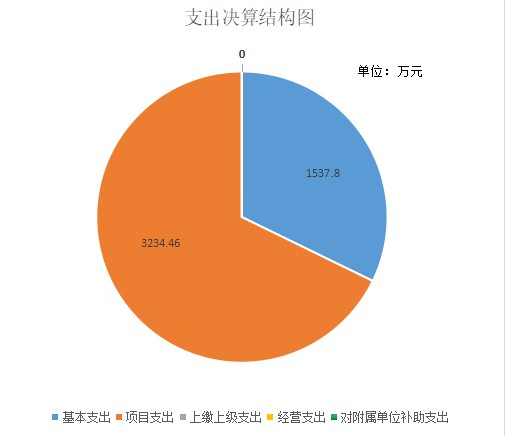 支出决算结构图
0
单位：万元
1537.8
3234.46
基本支出 项目支出 上缴上级支出 经营支出 对附属单位补助支出